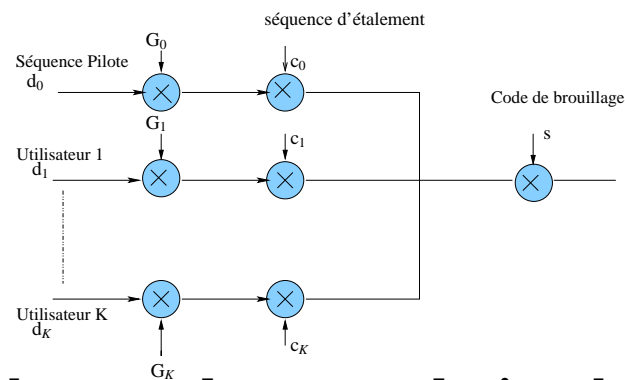 séquence d'étalement
G0
Séquence Pilote
d0
c0
Code de brouillage
G1
c1
s
Utilisateur 1
d1
Utilisateur K
dK
GK
cK